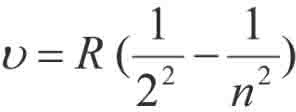 υ = R (1/2² − 1/n²)